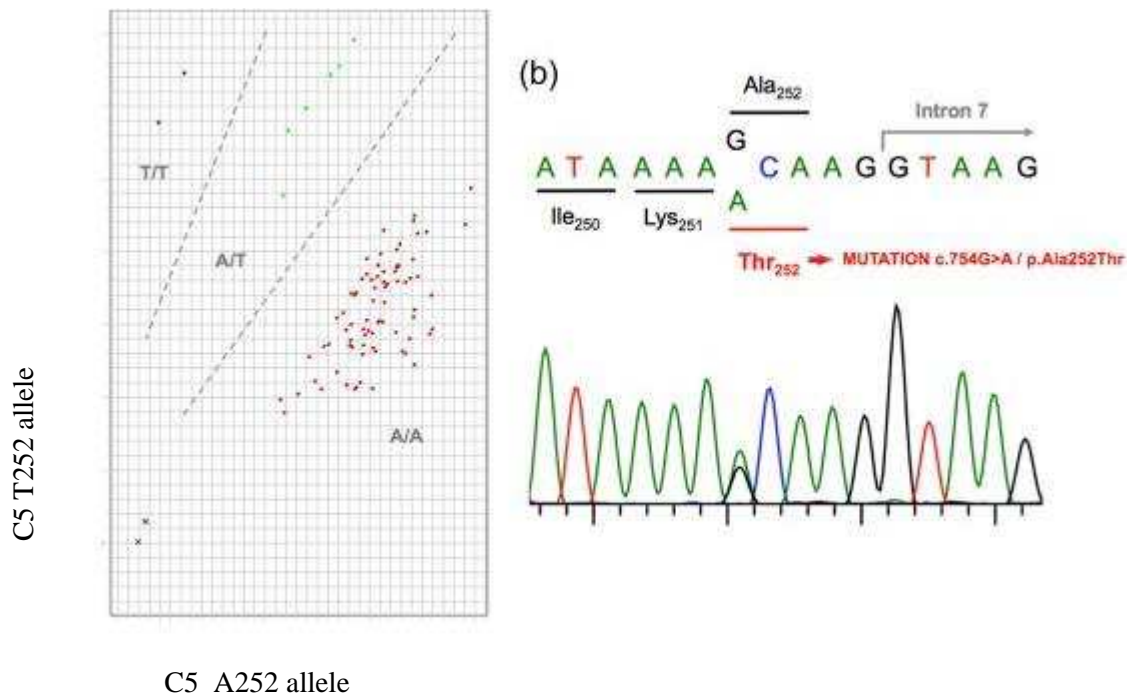 T/T
A/T
A/A
C5 T252 allele
C5 A252 allele
(b)
Ala252
Intron 7
G
A T A A A A C A A G G T A A G
A
Ile250 Lys251
Thr252 MUTATION c.754G>A / p.Ala252Thr